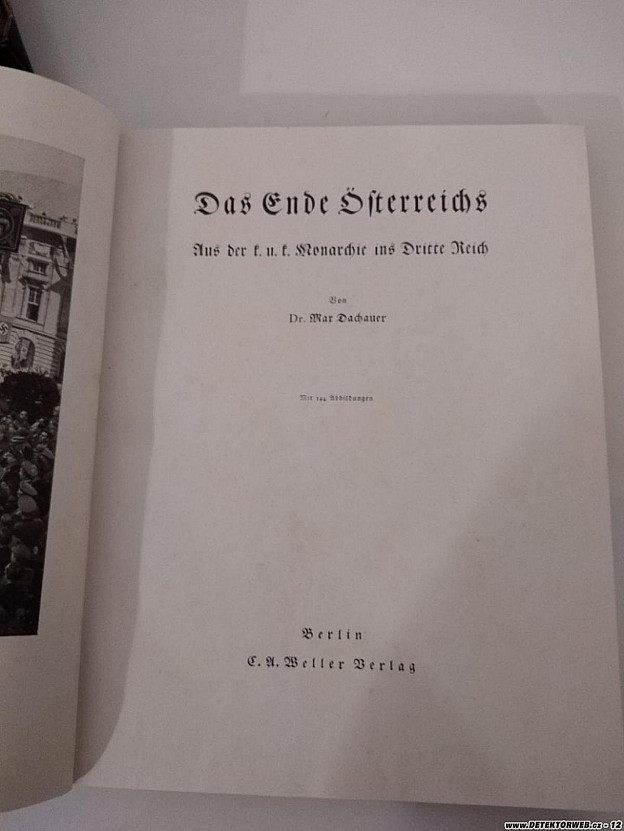 Das Ende Österreichs
Aus der k. u. k. Monarchie ins Dritte Reich
Von
Dr. Max Dachauer
Mit 144 Abbildungen
Berlin
C. A. Weller Verlag
www.DETEKTORWEB.cz - 12